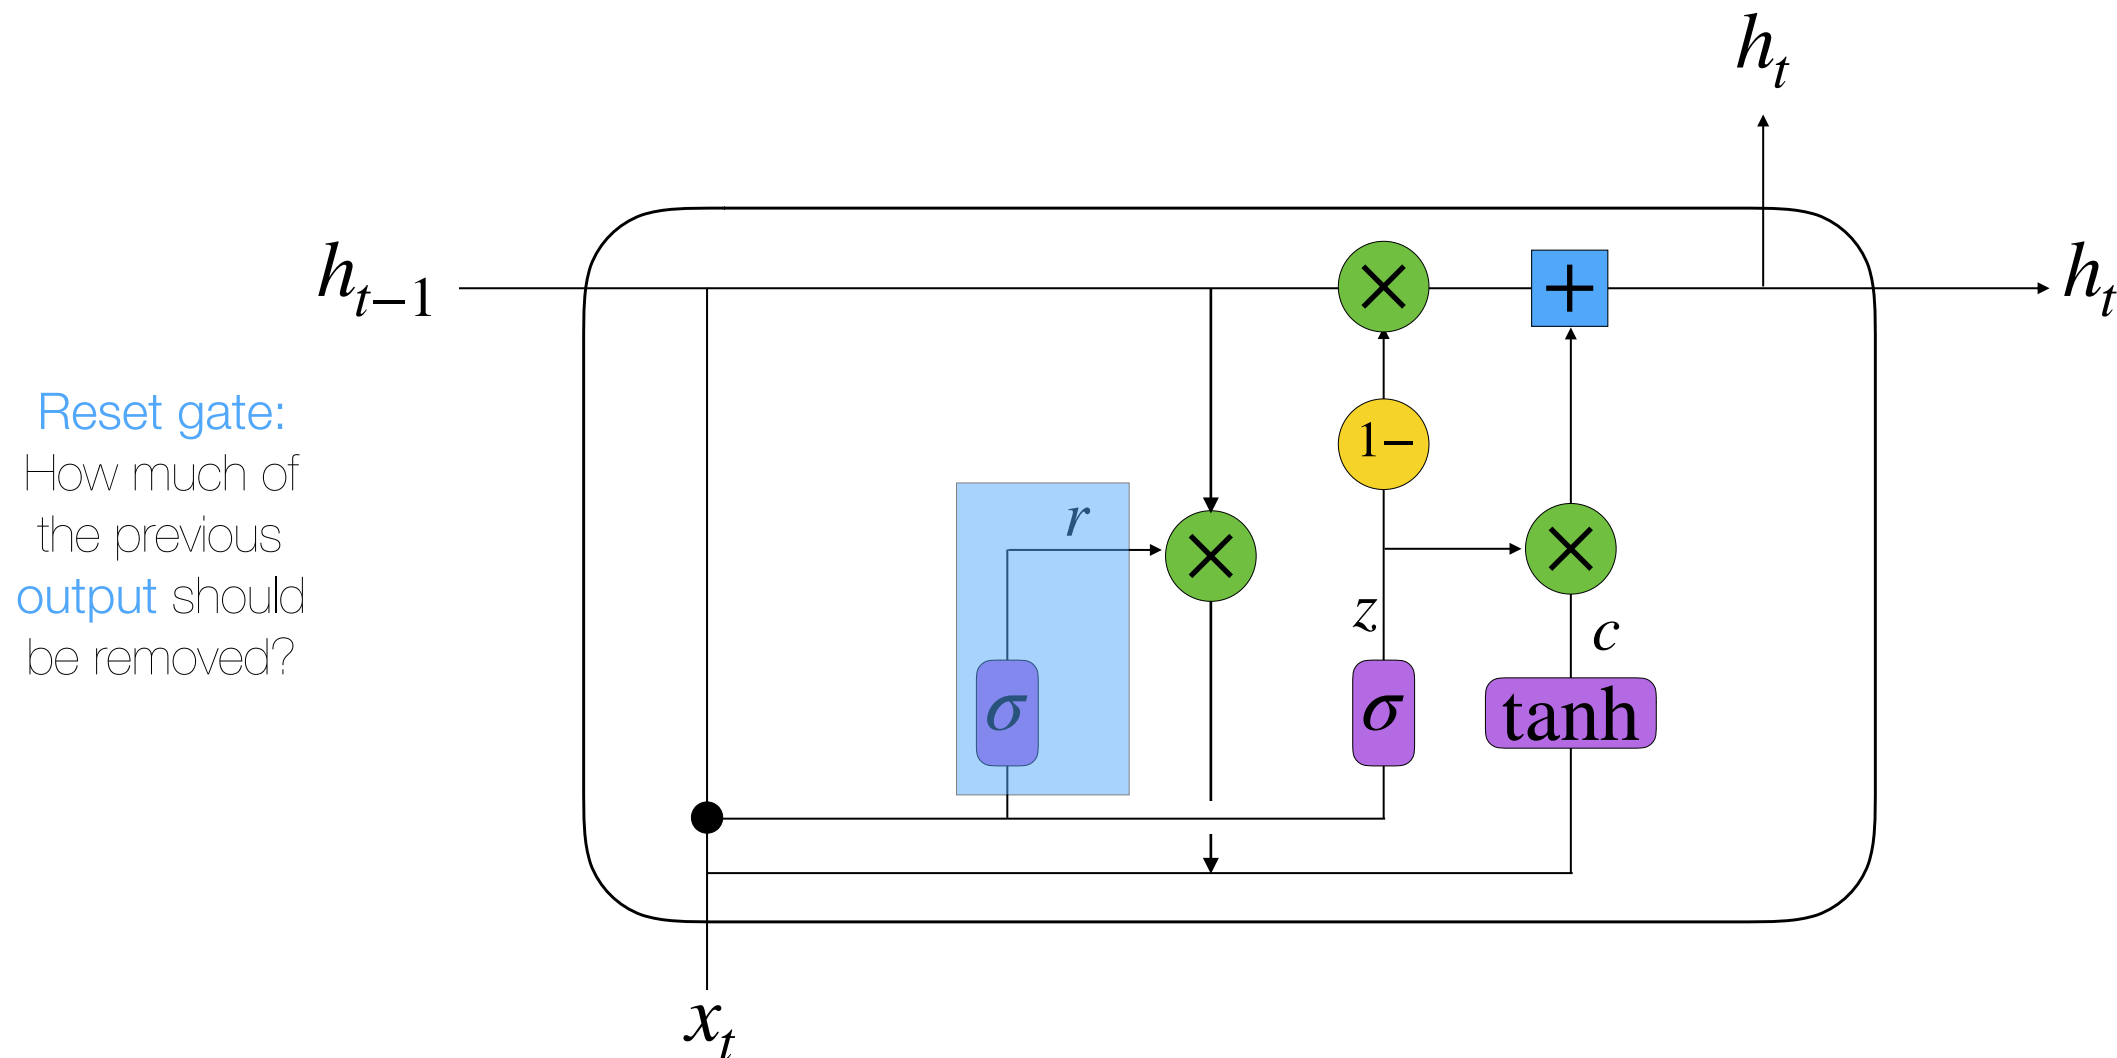 h_t
h_{t−1}
h_t
Reset gate:
How much of
the previous
output should
be removed?
1−
r
z
c
σ
σ
tanh
x_t